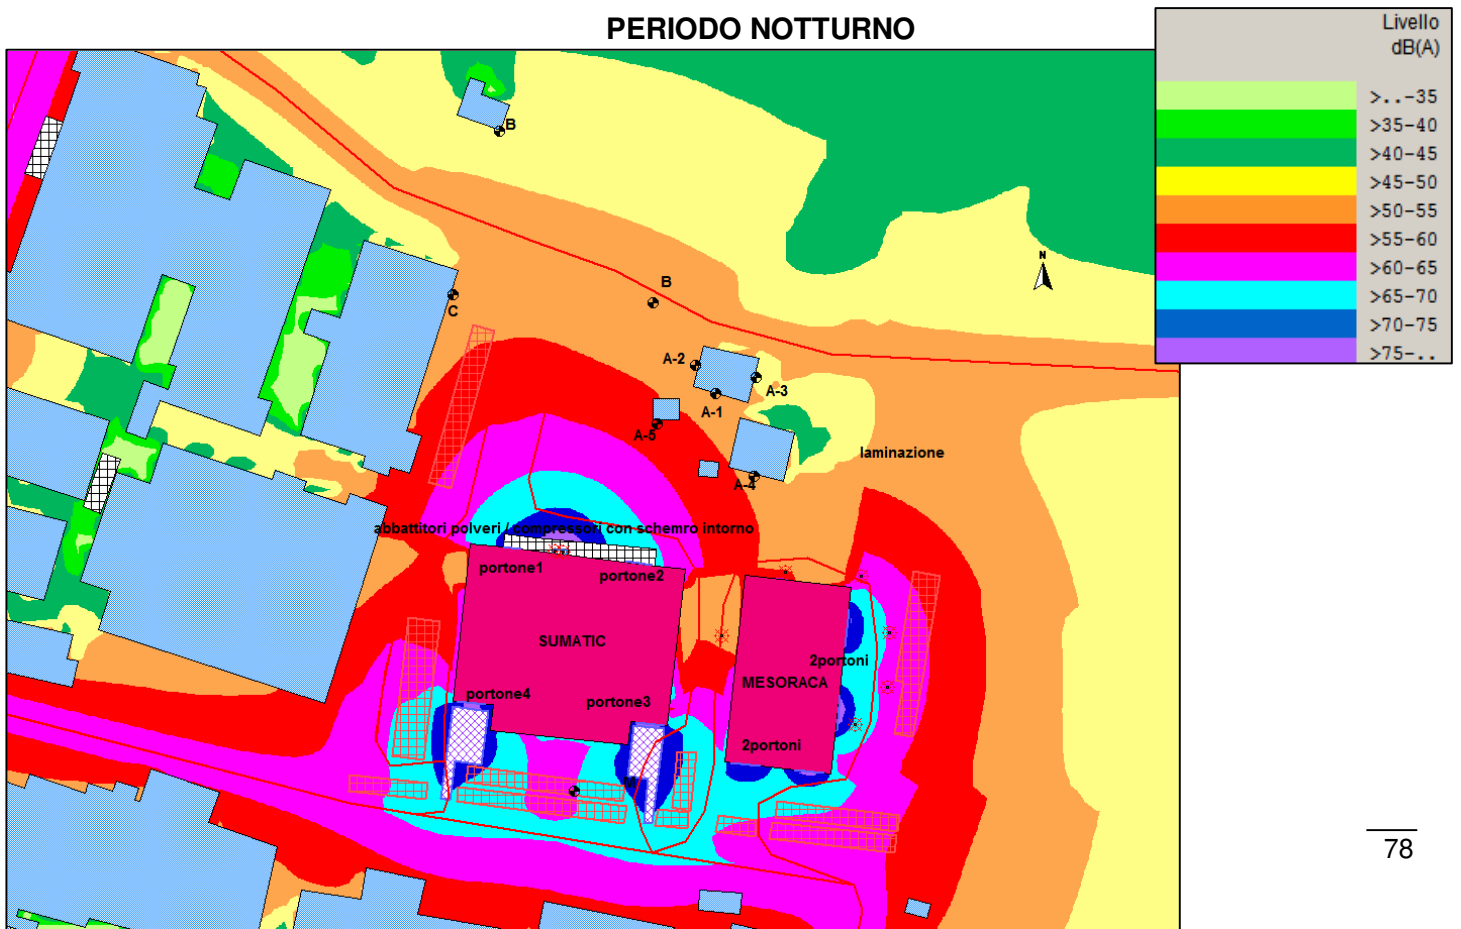 PERIODO NOTTURNO
Livello
dB(A)
>..-35
>35-40
>40-45
>45-50
>50-55
>55-60
>60-65
>65-70
>70-75
>75-..
B
N
B
C
A-2
A-3
A-1
A-5
laminazione
A-4
abbattitori polveri / compressori con schemro intorno
portone1
portone2
SUMATIC
2portoni
MESORACA
portone4
portone3
2portoni
M
78